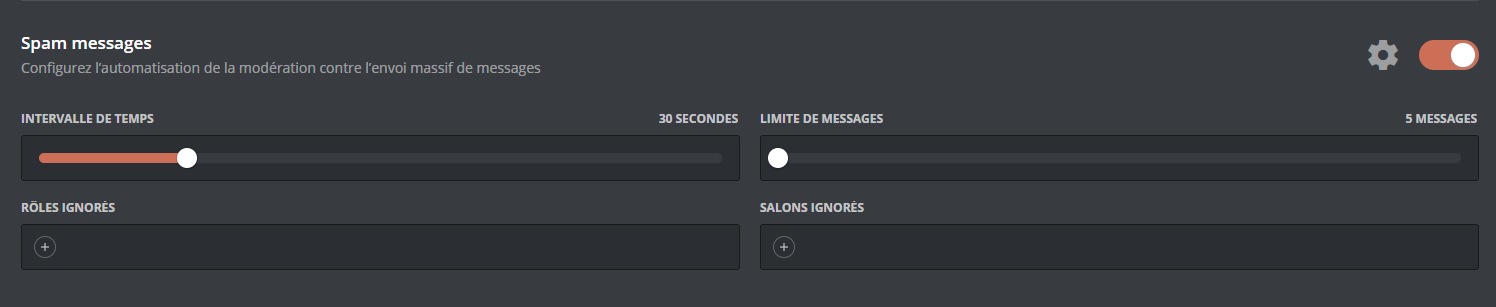 Spam messages
Configurez l'automatisation de la modération contre l'envoi massif de messages
INTERVALLE DE TEMPS 30 SECONDES
LIMITE DE MESSAGES 5 MESSAGES
RÔLES IGNORÉS
SALONS IGNORÉS